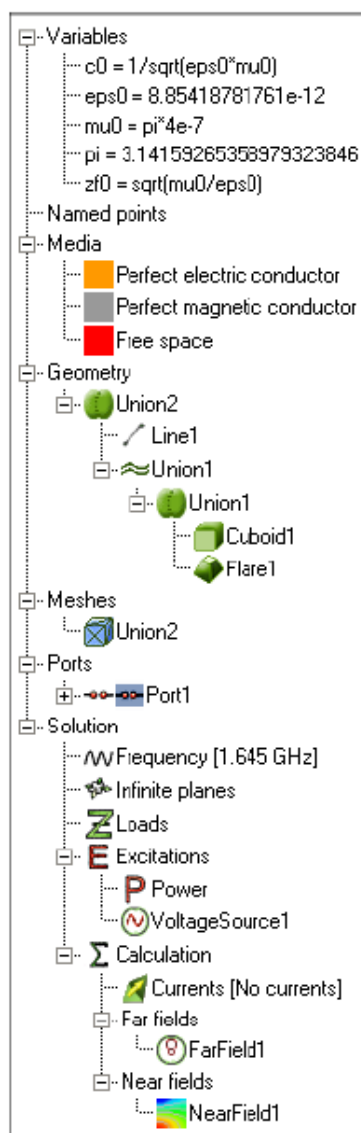 Variables
c0 = 1/sqrt(eps0*mu0)
eps0 = 8.85418781761e-12
mu0 = pi*4e-7
pi = 3.14159265358979323846
zf0 = sqrt(mu0/eps0)
Named points
Media
Perfect electric conductor
Perfect magnetic conductor
Free space
Geometry
Union2
Line1
Union1
Union1
Cuboid1
Flare1
Meshes
Union2
Ports
Port1
Solution
Frequency [1.645 GHz]
Infinite planes
Loads
Excitations
Power
VoltageSource1
Calculation
Currents [No currents]
Far fields
FarField1
Near fields
NearField1